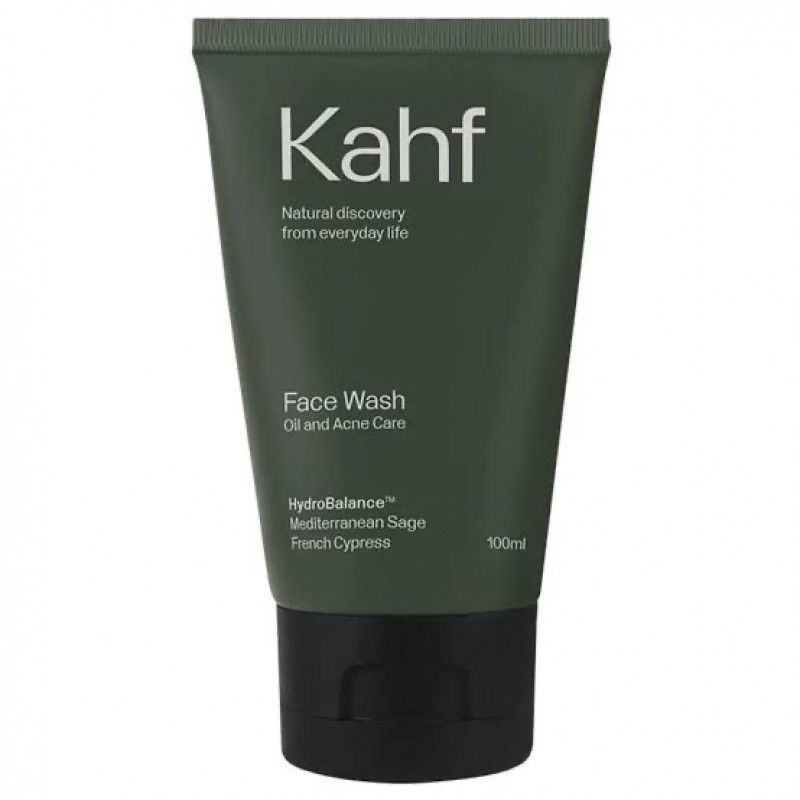 Kahf
Natural discovery
from everyday life
Face Wash
Oil and Acne Care
HydroBalance™
Mediterranean Sage
French Cypress
100ml